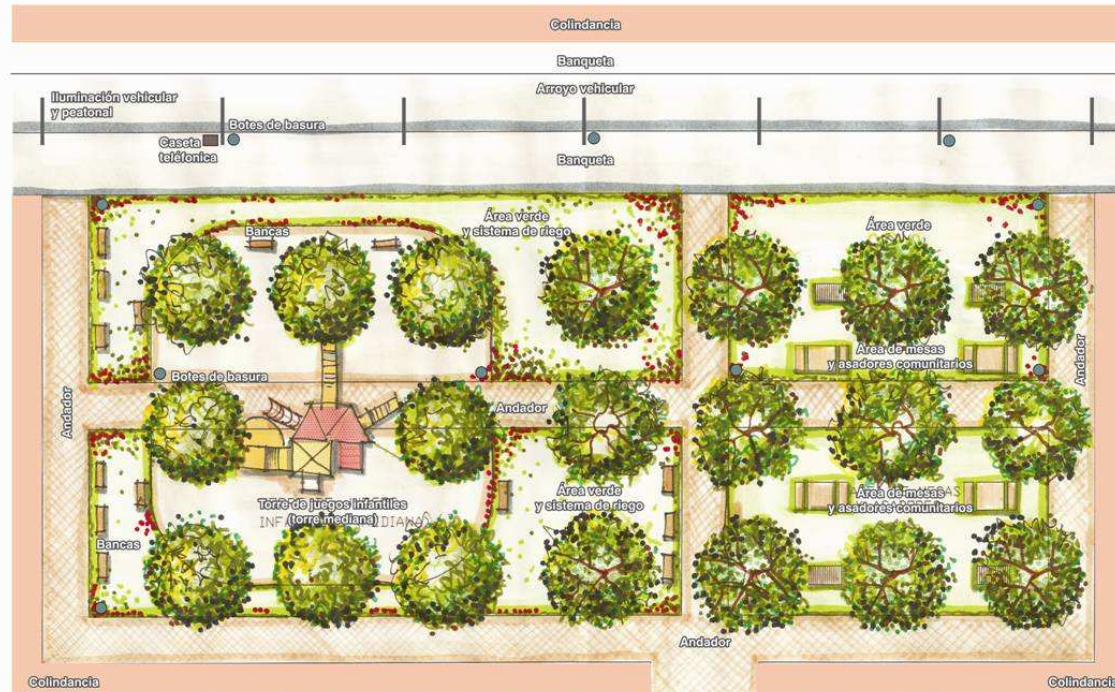 Colindancia
Banqueta
Arroyo vehicular
Iluminación vehicular
y peatonal
Botes de basura
Caseta
teléfonica
Banqueta
Área verde
y sistema de riego
Bancas
Área verde
Área de mesas
y asadores comunitarios
Botes de basura
Andador
Andador
Andador
Área verde
y sistema de riego
Área de mesas
y asadores comunitarios
Torre de juegos infantiles
(torre mediana)
Bancas
Andador
Colindancia
Colindancia